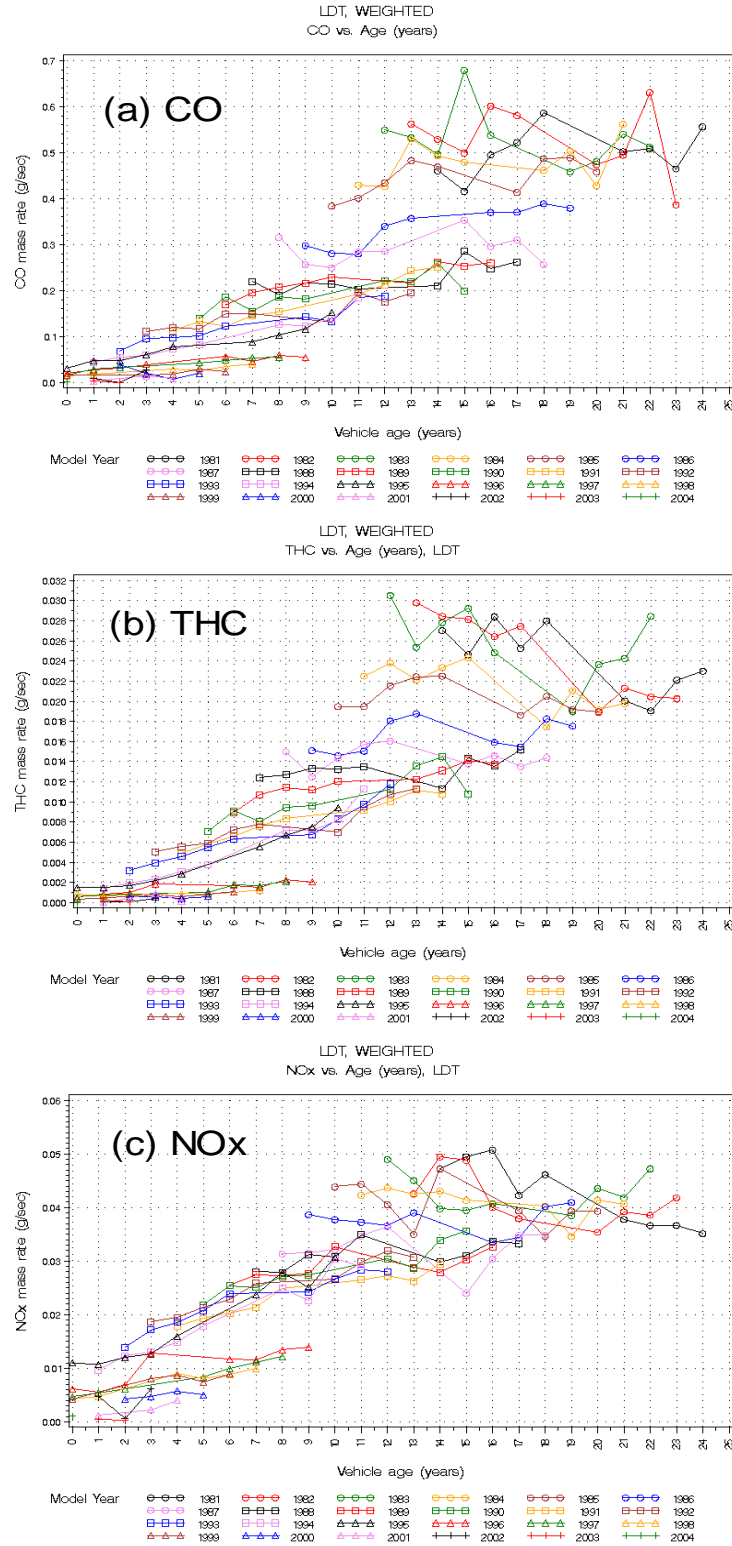 LDT, WEIGHTED
CO vs. Age (years)
(a) CO
CO mass rate (g/sec)
0.7
0.6
0.5
0.4
0.3
0.2
0.1
0.0
0 1 2 3 4 5 6 7 8 9 10 11 12 13 14 15 16 17 18 19 20 21 22 23 24 25
Vehicle age (years)
Model Year 1981 1982 1983 1984 1985 1986
1987 1988 1989 1990 1991 1992
1993 1994 1995 1996 1997 1998
1999 2000 2001 2002 2003 2004
LDT, WEIGHTED
THC vs. Age (years), LDT
(b) THC
THC mass rate (g/sec)
0.032
0.030
0.028
0.026
0.024
0.022
0.020
0.018
0.016
0.014
0.012
0.010
0.008
0.006
0.004
0.002
0.000
0 1 2 3 4 5 6 7 8 9 10 11 12 13 14 15 16 17 18 19 20 21 22 23 24 25
Vehicle age (years)
Model Year 1981 1982 1983 1984 1985 1986
1987 1988 1989 1990 1991 1992
1993 1994 1995 1996 1997 1998
1999 2000 2001 2002 2003 2004
LDT, WEIGHTED
NOx vs. Age (years), LDT
(c) NOx
NOx mass rate (g/sec)
0.06
0.05
0.04
0.03
0.02
0.01
0.00
0 1 2 3 4 5 6 7 8 9 10 11 12 13 14 15 16 17 18 19 20 21 22 23 24 25
Vehicle age (years)
Model Year 1981 1982 1983 1984 1985 1986
1987 1988 1989 1990 1991 1992
1993 1994 1995 1996 1997 1998
1999 2000 2001 2002 2003 2004